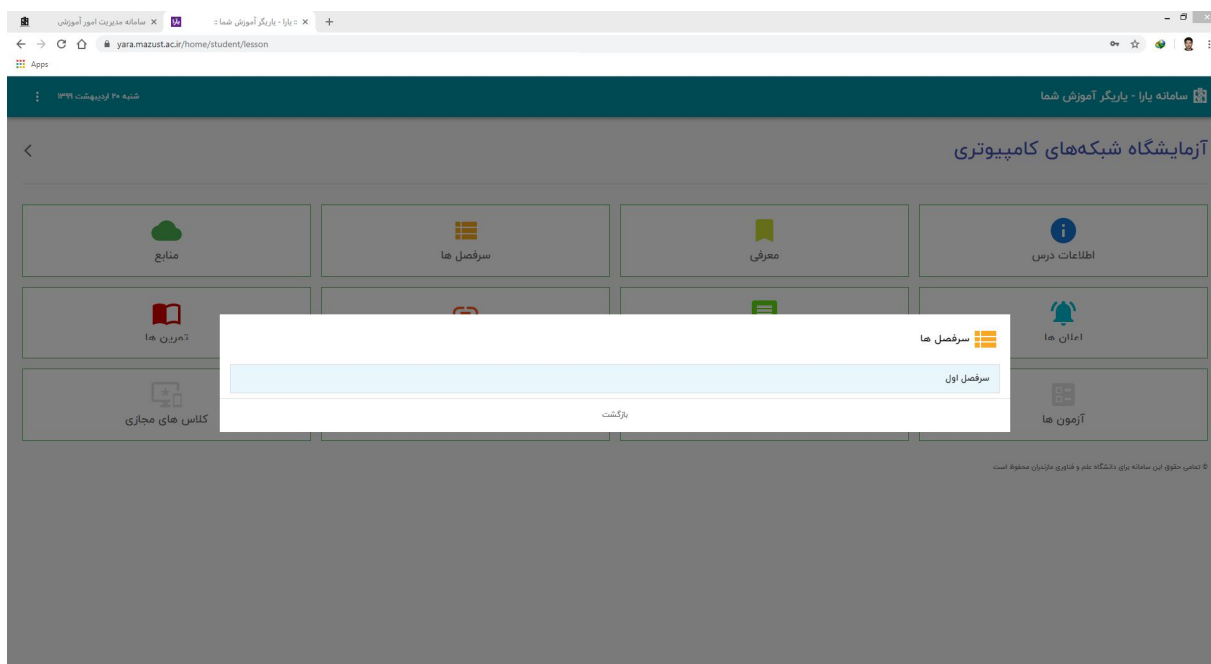 سامانه مدیریت امور آموزشی
:: یارا - یاریگر آموزش شما ::
yara.mazust.ac.ir/home/student/lesson
Apps
سامانه یارا - یاریگر آموزش شما
شنبه ۲۰ اردیبهشت ۱۳۹۹
آزمایشگاه شبکه‌های کامپیوتری
اطلاعات درس
معرفی
سرفصل ها
منابع
اعلان ها
تمرین ها
سرفصل ها
سرفصل اول
بازگشت
آزمون ها
کلاس های مجازی
© تمامی حقوق این سامانه برای دانشگاه علم و فناوری مازندران محفوظ است